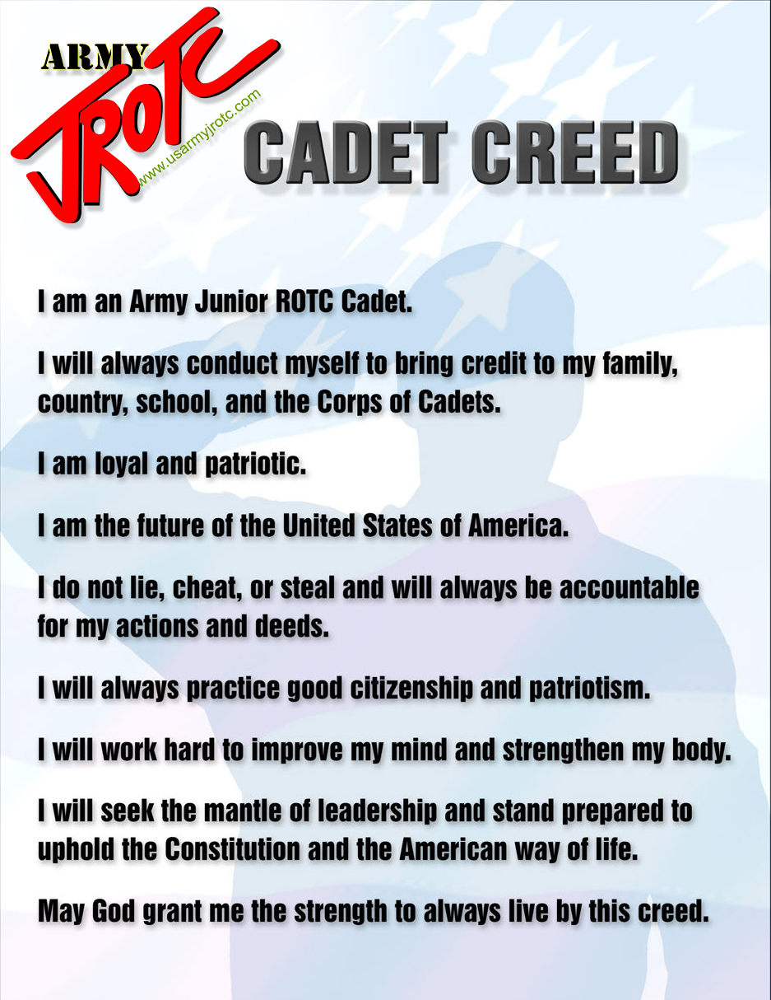 ARMY
JROTC
www.usarmyjrotc.com
CADET CREED
I am an Army Junior ROTC Cadet.
I will always conduct myself to bring credit to my family,
country, school, and the Corps of Cadets.
I am loyal and patriotic.
I am the future of the United States of America.
I do not lie, cheat, or steal and will always be accountable
for my actions and deeds.
I will always practice good citizenship and patriotism.
I will work hard to improve my mind and strengthen my body.
I will seek the mantle of leadership and stand prepared to
uphold the Constitution and the American way of life.
May God grant me the strength to always live by this creed.